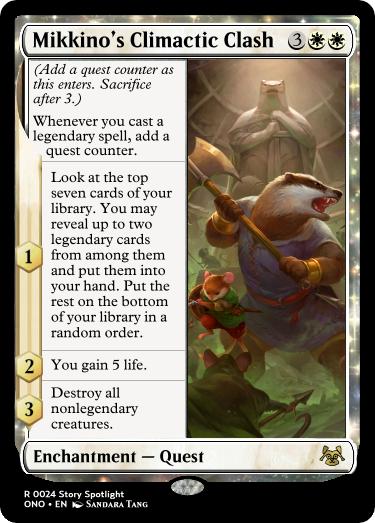 Mikkino's Climactic Clash 3
(Add a quest counter as
this enters. Sacrifice
after 3.)
Whenever you cast a
legendary spell, add a
quest counter.
1
Look at the top
seven cards of your
library. You may
reveal up to two
legendary cards
from among them
and put them into
your hand. Put the
rest on the bottom
of your library in a
random order.
2
You gain 5 life.
3
Destroy all
nonlegendary
creatures.
Enchantment — Quest
R 0024 Story Spotlight
ONO • EN Sandara Tang